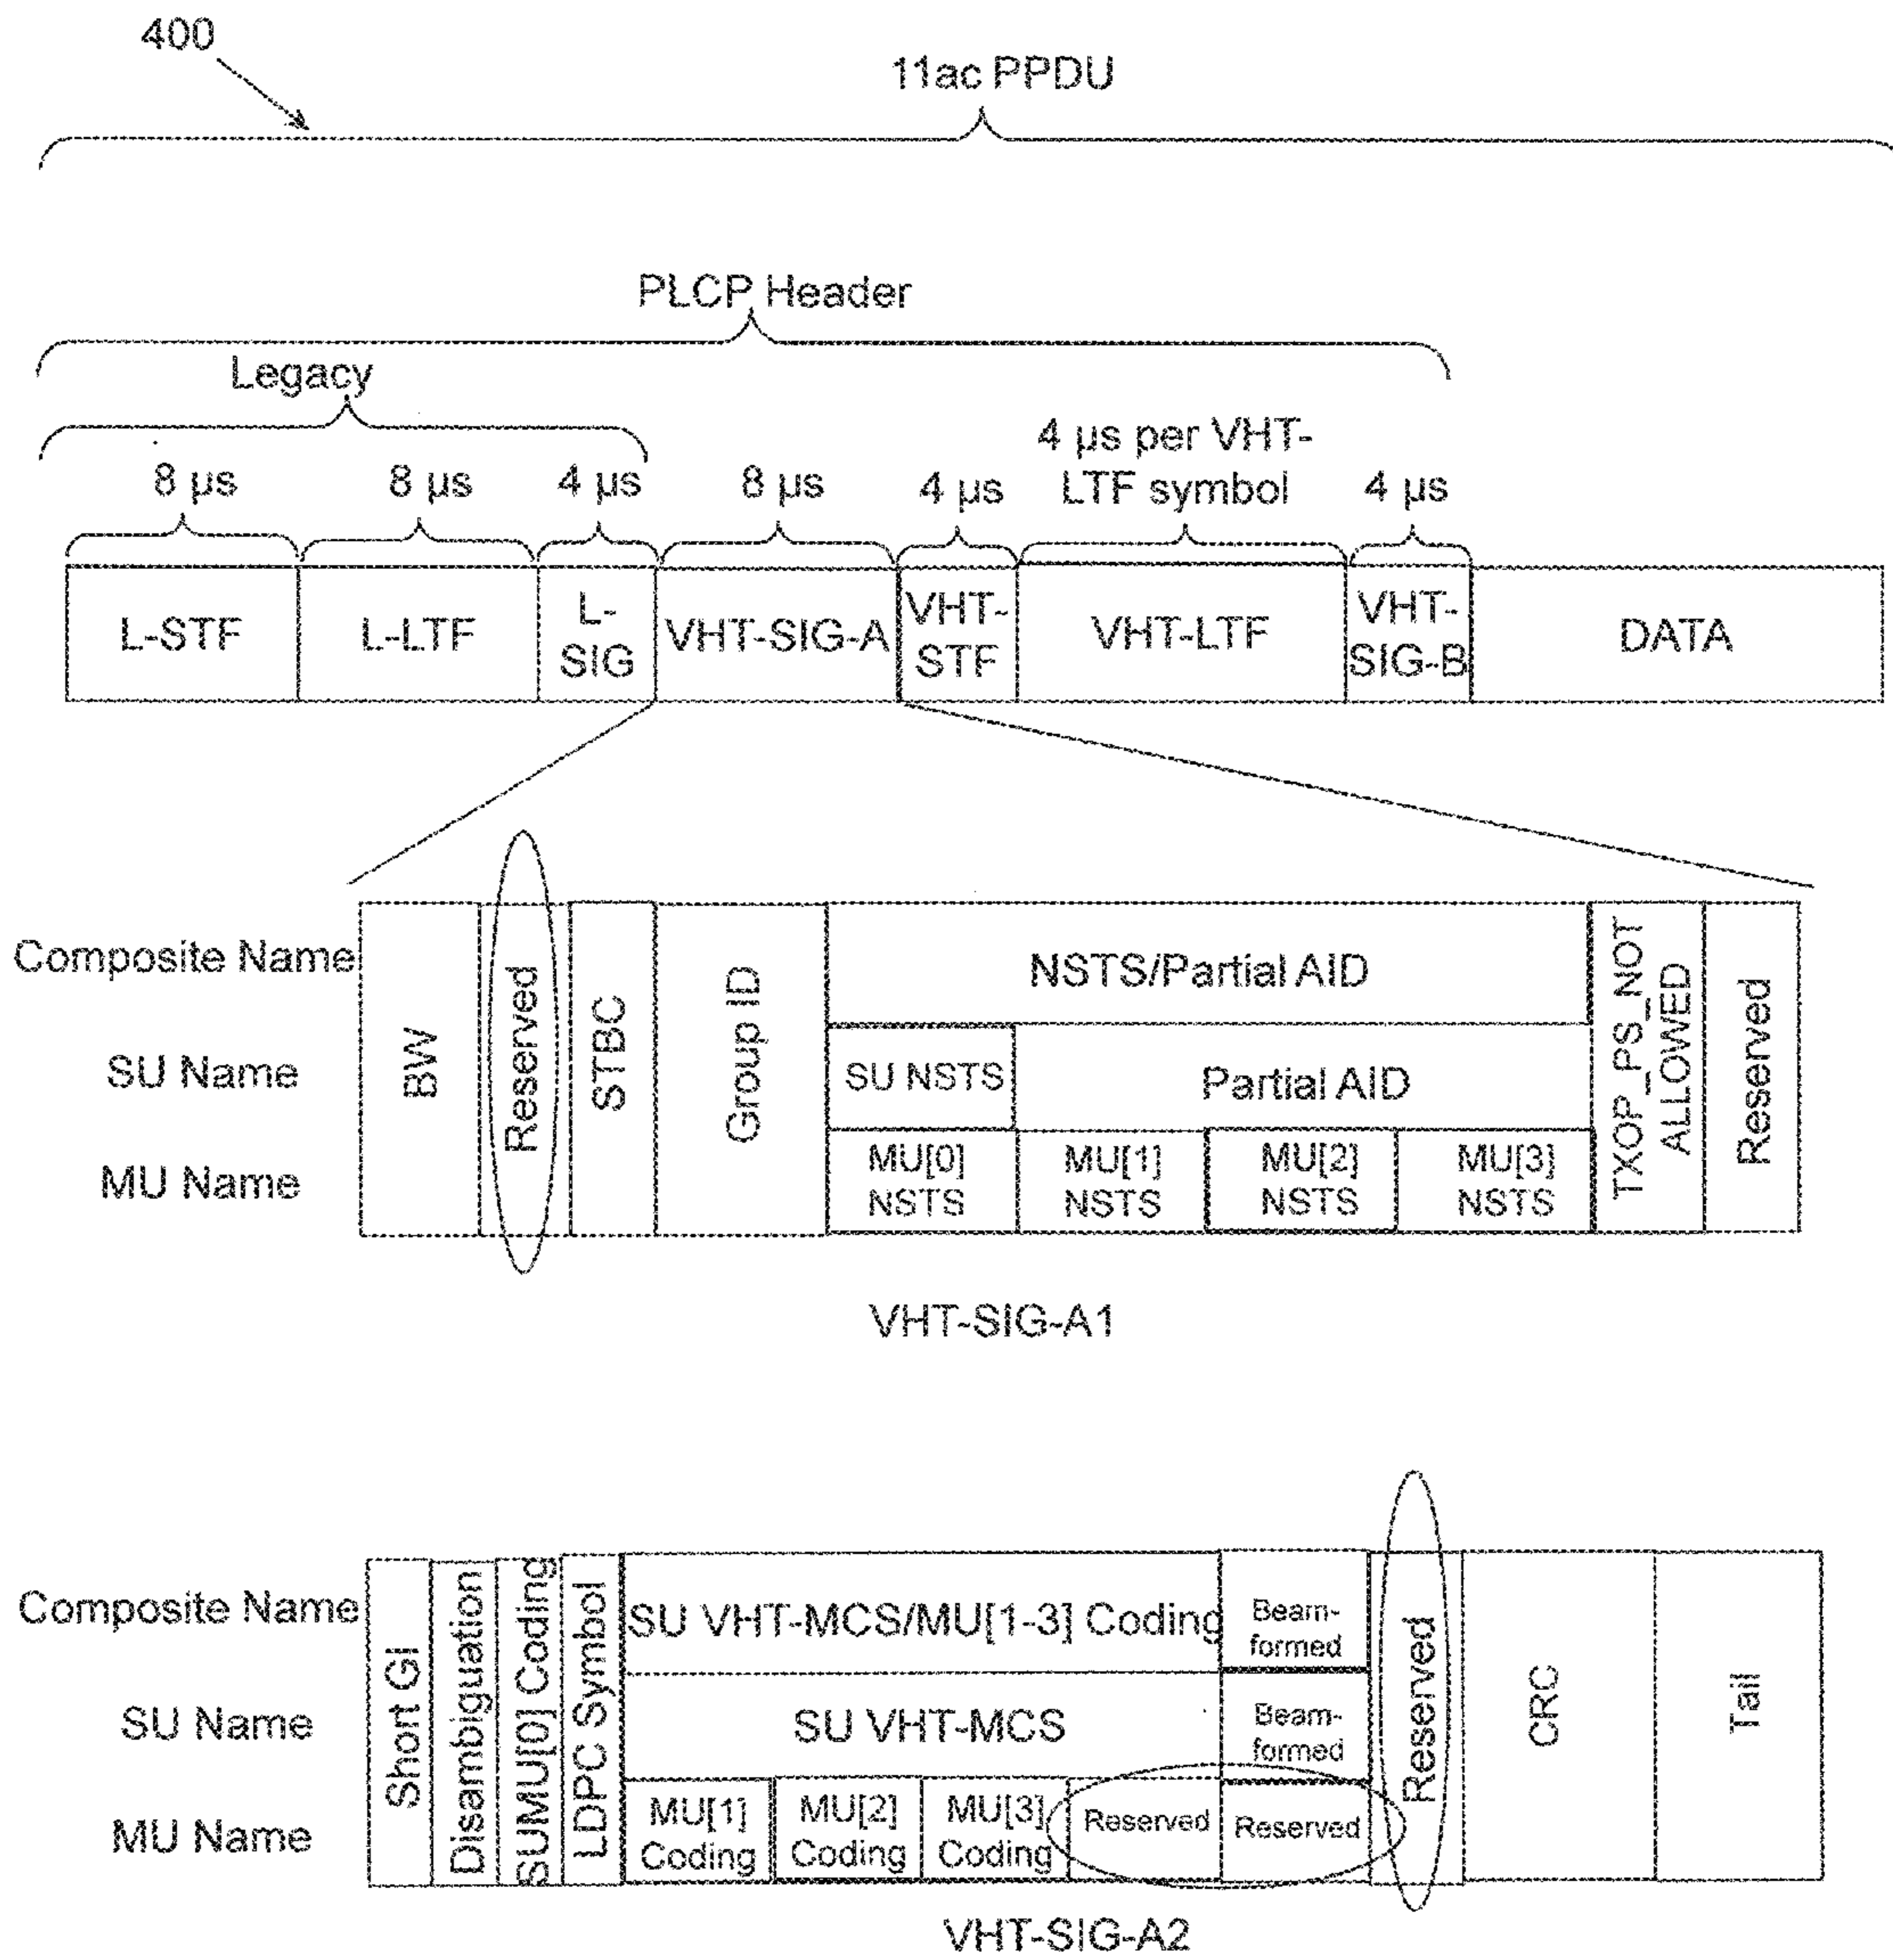 400
11ac PPDU
PLCP Header
Legacy
8 µs
8 µs
4 µs
8 µs
4 µs
4 µs per VHT-
LTF symbol
4 µs
L-STF
L-LTF
L-
SIG
VHT-SIG-A
VHT-
STF
VHT-LTF
VHT-
SIG-B
DATA
Composite Name
SU Name
MU Name
BW
Reserved
STBC
Group ID
NSTS/Partial AID
SU NSTS
Partial AID
MU[0]
NSTS
MU[1]
NSTS
MU[2]
NSTS
MU[3]
NSTS
TXOP_PS_NOT
ALLOWED
Reserved
VHT-SIG-A1
Composite Name
SU Name
MU Name
Short GI
Disambiguation
SUMU[0] Coding
LDPC Symbol
SU VHT-MCS/MU[1-3] Coding
SU VHT-MCS
MU[1]
Coding
MU[2]
Coding
MU[3]
Coding
Reserved
Beam-
formed
Beam-
formed
Reserved
Reserved
CRC
Tail
VHT-SIG-A2